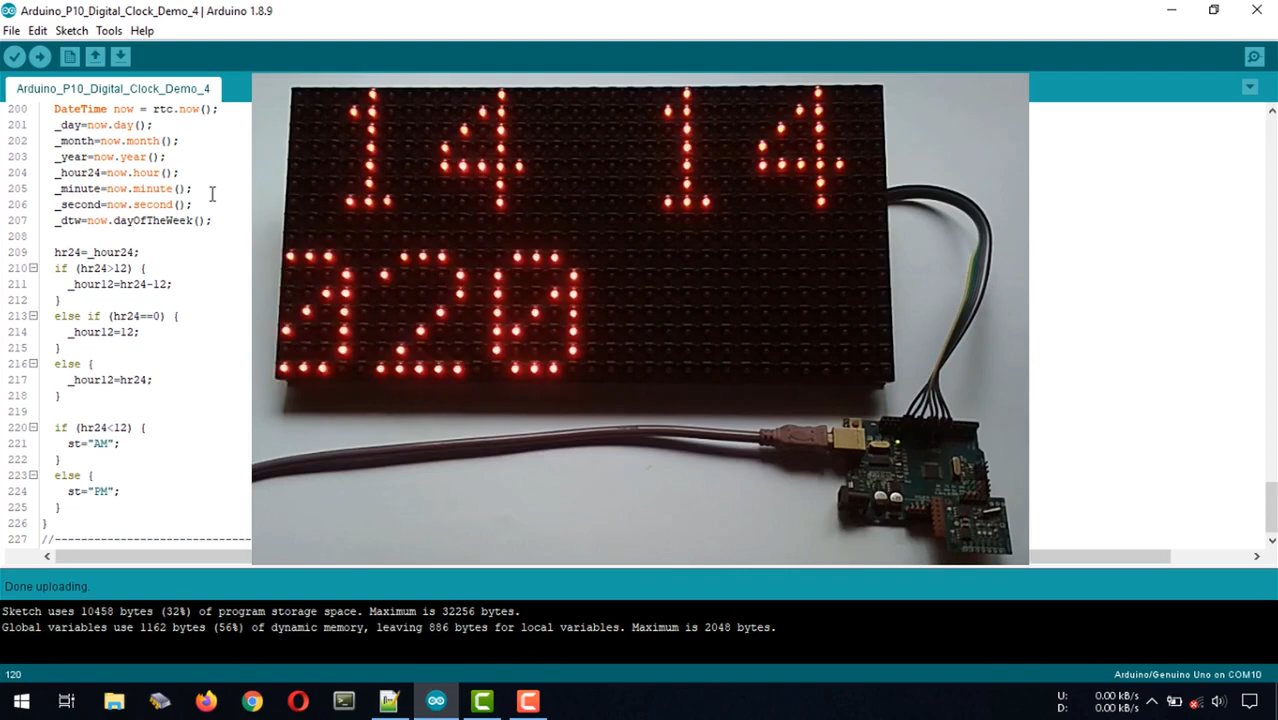 Arduino_P10_Digital_Clock_Demo_4 | Arduino 1.8.9
File Edit Sketch Tools Help
Arduino_P10_Digital_Clock_Demo_4
200 DateTime now = rtc.now();
201 _day=now.day();
202 _month=now.month();
203 _year=now.year();
204 _hour24=now.hour();
205 _minute=now.minute();
206 _second=now.second();
207 _dtw=now.dayOfTheWeek();
208
209 hr24=_hour24;
210 if (hr24>12) {
211 _hour12=hr24-12;
212 }
213 else if (hr24==0) {
214 _hour12=12;
215 }
216 else {
217 _hour12=hr24;
218 }
219
220 if (hr24<12) {
221 st="AM";
222 }
223 else {
224 st="PM";
225 }
226 }
227 //------------------------------
14 14
020
Done uploading.
Sketch uses 10458 bytes (32%) of program storage space. Maximum is 32256 bytes.
Global variables use 1162 bytes (56%) of dynamic memory, leaving 886 bytes for local variables. Maximum is 2048 bytes.
120 Arduino/Genuino Uno on COM10
U: 0.00 kB/s
D: 0.00 kB/s